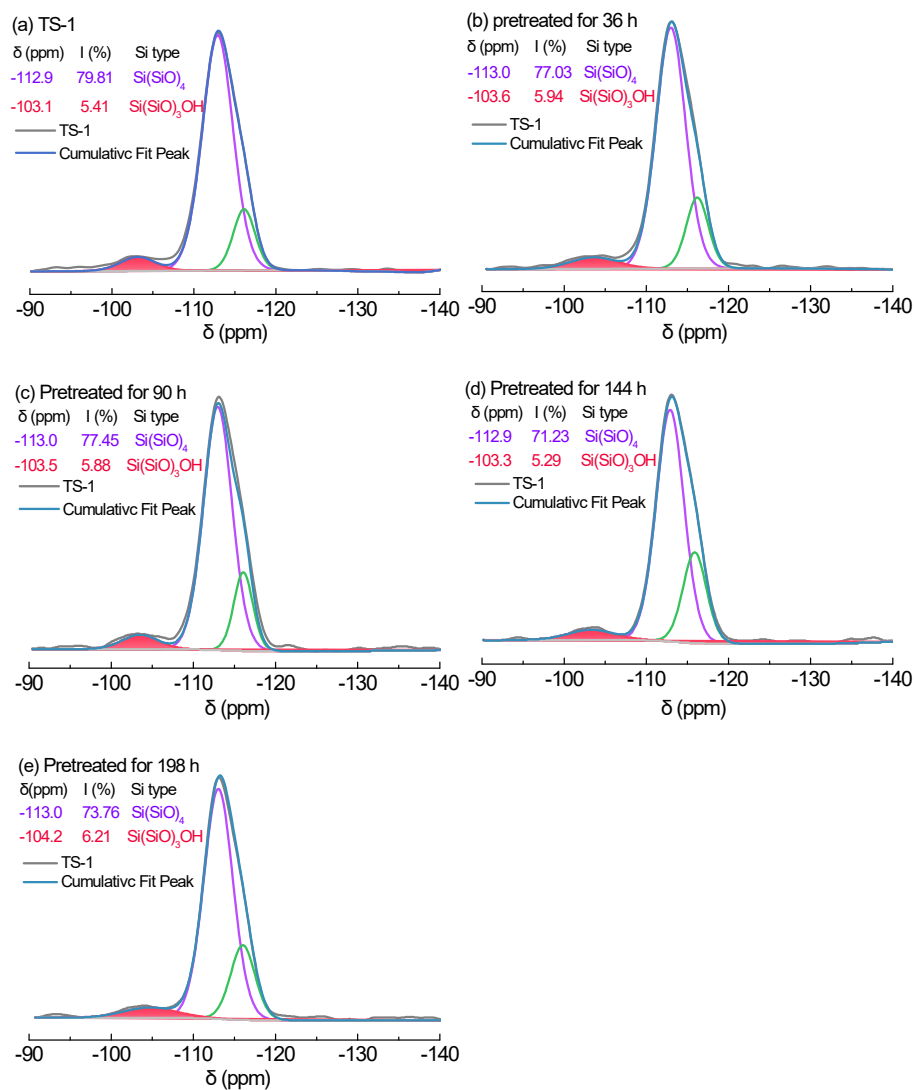 (a) TS-1
δ (ppm) I (%) Si type
-112.9 79.81 Si(SiO)₄
-103.1 5.41 Si(SiO)₃OH
TS-1
Cumulativc Fit Peak
-90 -100 -110 -120 -130 -140
δ (ppm)
(b) pretreated for 36 h
δ (ppm) I (%) Si type
-113.0 77.03 Si(SiO)₄
-103.6 5.94 Si(SiO)₃OH
TS-1
Cumulativc Fit Peak
-90 -100 -110 -120 -130 -140
δ (ppm)
(c) Pretreated for 90 h
δ (ppm) I (%) Si type
-113.0 77.45 Si(SiO)₄
-103.5 5.88 Si(SiO)₃OH
TS-1
Cumulativc Fit Peak
-90 -100 -110 -120 -130 -140
δ (ppm)
(d) Pretreated for 144 h
δ (ppm) I (%) Si type
-112.9 71.23 Si(SiO)₄
-103.3 5.29 Si(SiO)₃OH
TS-1
Cumulativc Fit Peak
-90 -100 -110 -120 -130 -140
δ (ppm)
(e) Pretreated for 198 h
δ(ppm) I (%) Si type
-113.0 73.76 Si(SiO)₄
-104.2 6.21 Si(SiO)₃OH
TS-1
Cumulativc Fit Peak
-90 -100 -110 -120 -130 -140
δ (ppm)